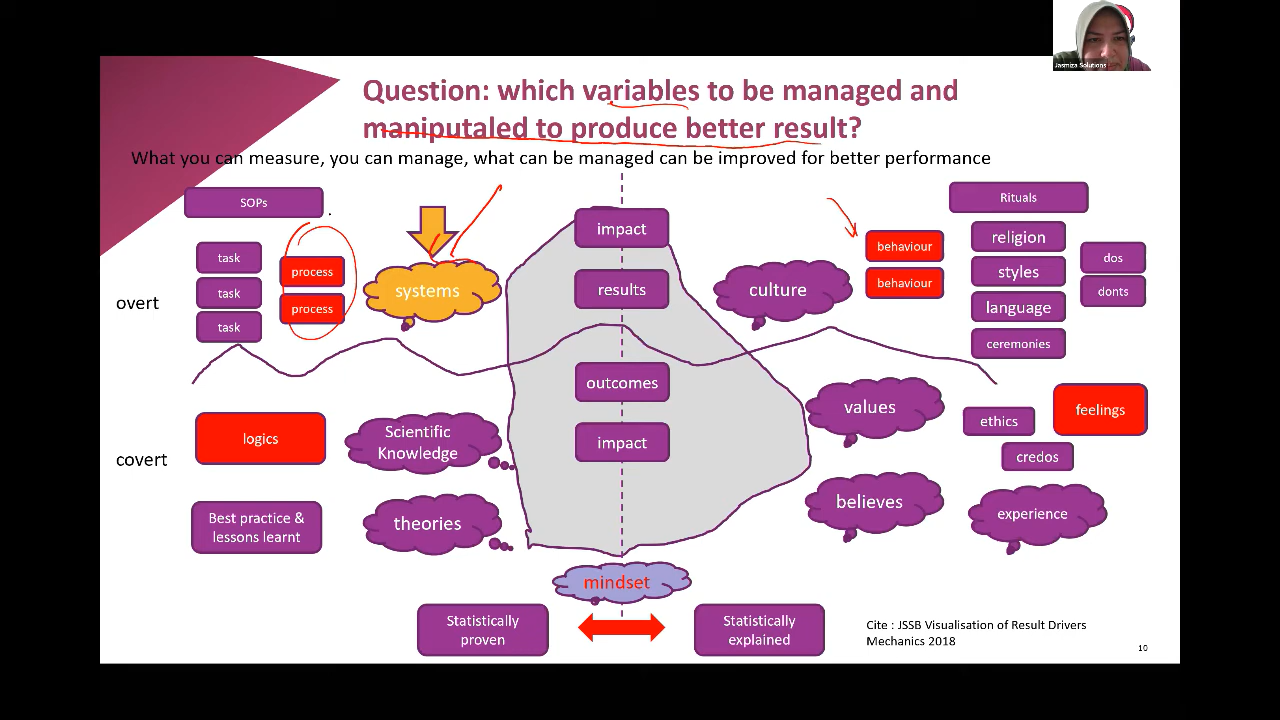 Jasmiza Solutions
Question: which variables to be managed and
maniputaled to produce better result?
What you can measure, you can manage, what can be managed can be improved for better performance
SOPs
task
task
task
process
process
systems
impact
results
culture
behaviour
behaviour
Rituals
religion
styles
language
ceremonies
dos
donts
overt
covert
logics
Scientific
Knowledge
Best practice &
lessons learnt
theories
outcomes
impact
values
believes
ethics
feelings
credos
experience
mindset
Statistically
proven
Statistically
explained
Cite : JSSB Visualisation of Result Drivers
Mechanics 2018
10